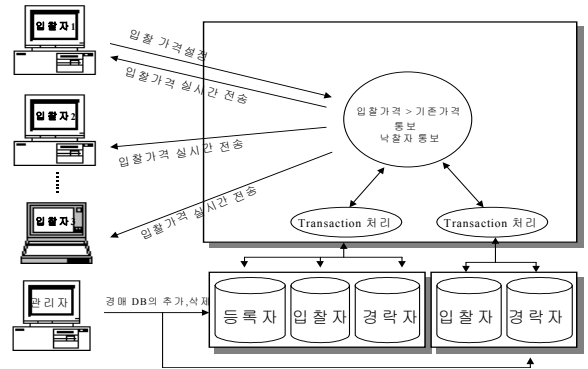 입찰자1
입찰 가격설정
입찰가격 실시간 전송
입찰자2
입찰가격 실시간 전송
입찰자3
입찰가격 실시간 전송
입찰가격 > 기존가격
통보
낙찰자 통보
Transaction 처리
Transaction 처리
관리자
경매 DB의 추가,삭제
등록자
입찰자
경락자
입찰자
경락자